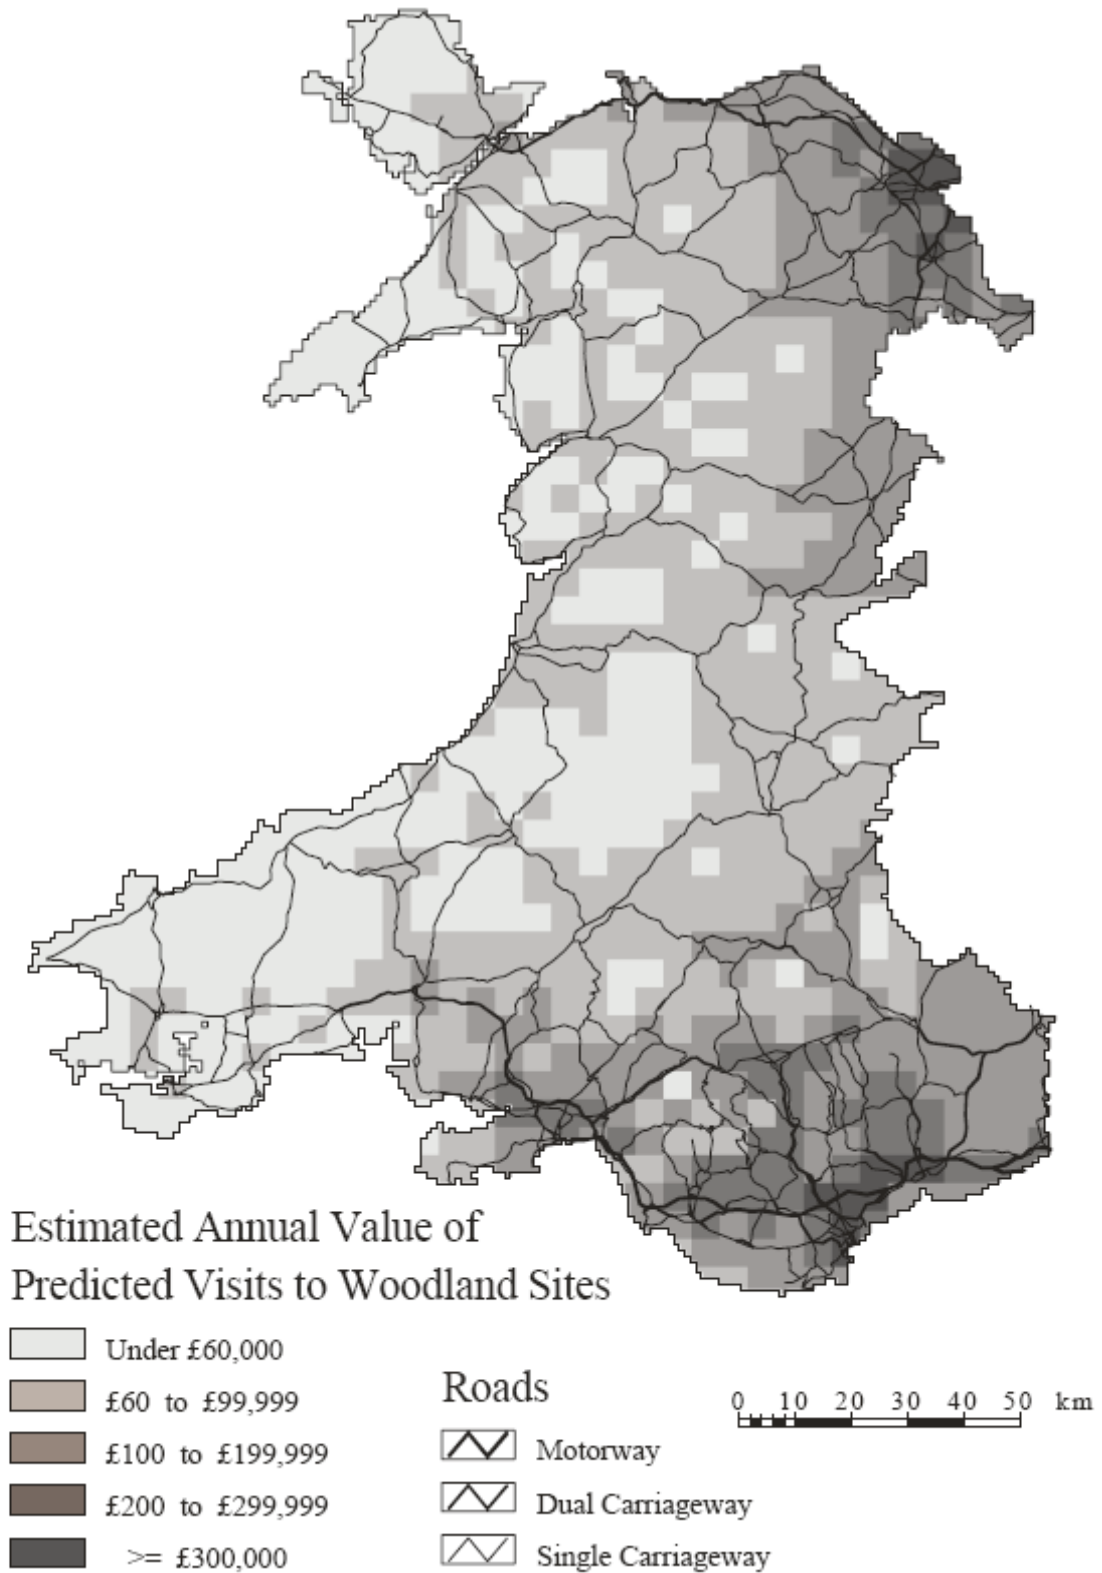 Estimated Annual Value of
Predicted Visits to Woodland Sites
Under £60,000
£60 to £99,999
£100 to £199,999
£200 to £299,999
>= £300,000
Roads
Motorway
Dual Carriageway
Single Carriageway
0 10 20 30 40 50 km